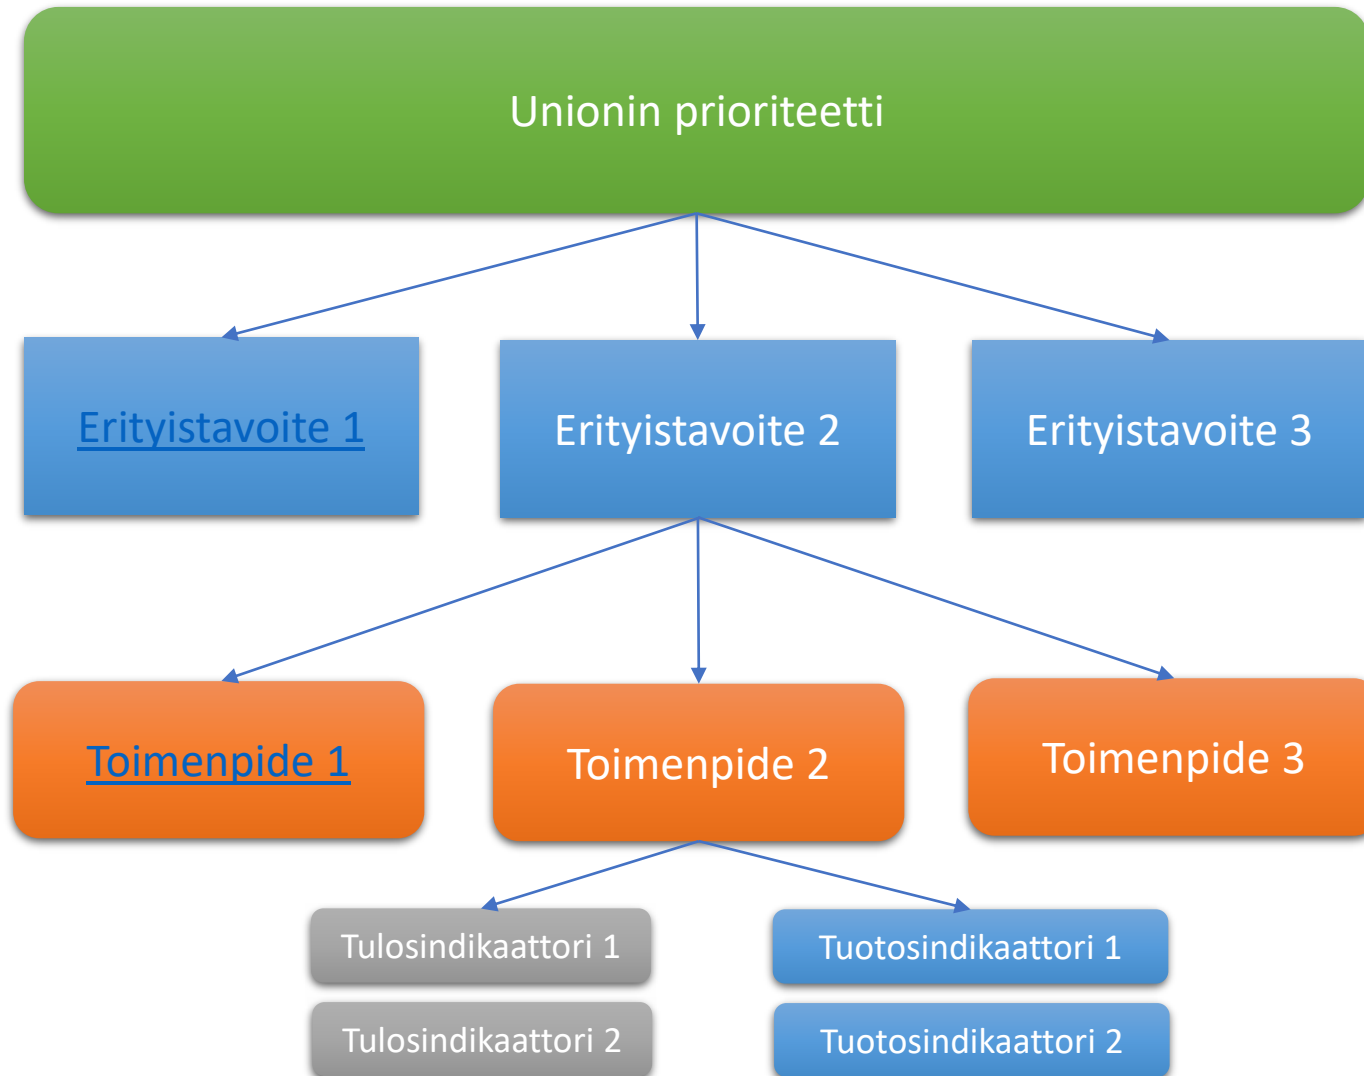 Unionin prioriteetti
Erityistavoite 1
Erityistavoite 2
Erityistavoite 3
Toimenpide 1
Toimenpide 2
Toimenpide 3
Tulosindikaattori 1
Tuotosindikaattori 1
Tulosindikaattori 2
Tuotosindikaattori 2